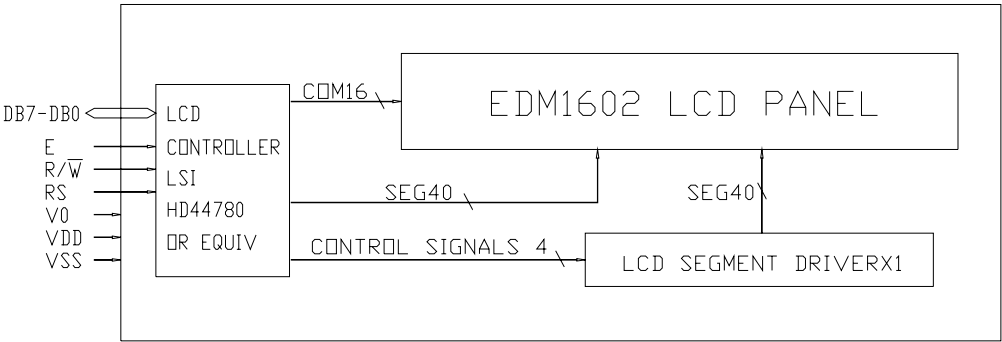 DB7-DB0
E
R/W̅
RS
V0
VDD
VSS
LCD
CONTROLLER
LSI
HD44780
OR EQUIV
COM16
SEG40
CONTROL SIGNALS 4
EDM1602 LCD PANEL
SEG40
LCD SEGMENT DRIVERX1